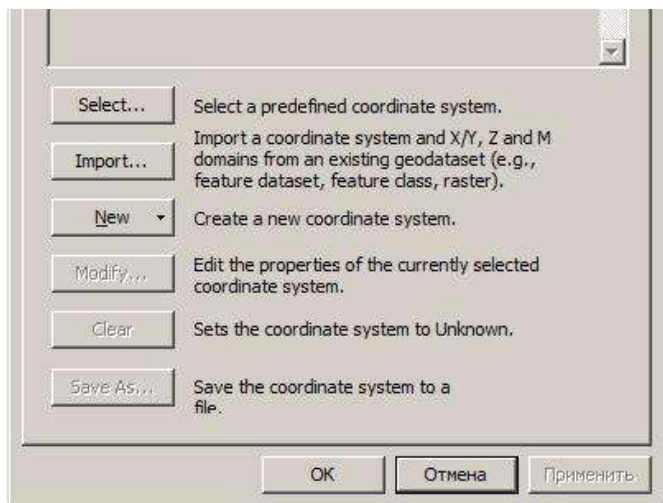 Select... Select a predefined coordinate system.
Import a coordinate system and X/Y, Z and M
Import... domains from an existing geodataset (e.g.,
feature dataset, feature class, raster).
New Create a new coordinate system.
Modify... Edit the properties of the currently selected
coordinate system.
Clear Sets the coordinate system to Unknown.
Save As... Save the coordinate system to a
file.
OK Отмена Применить